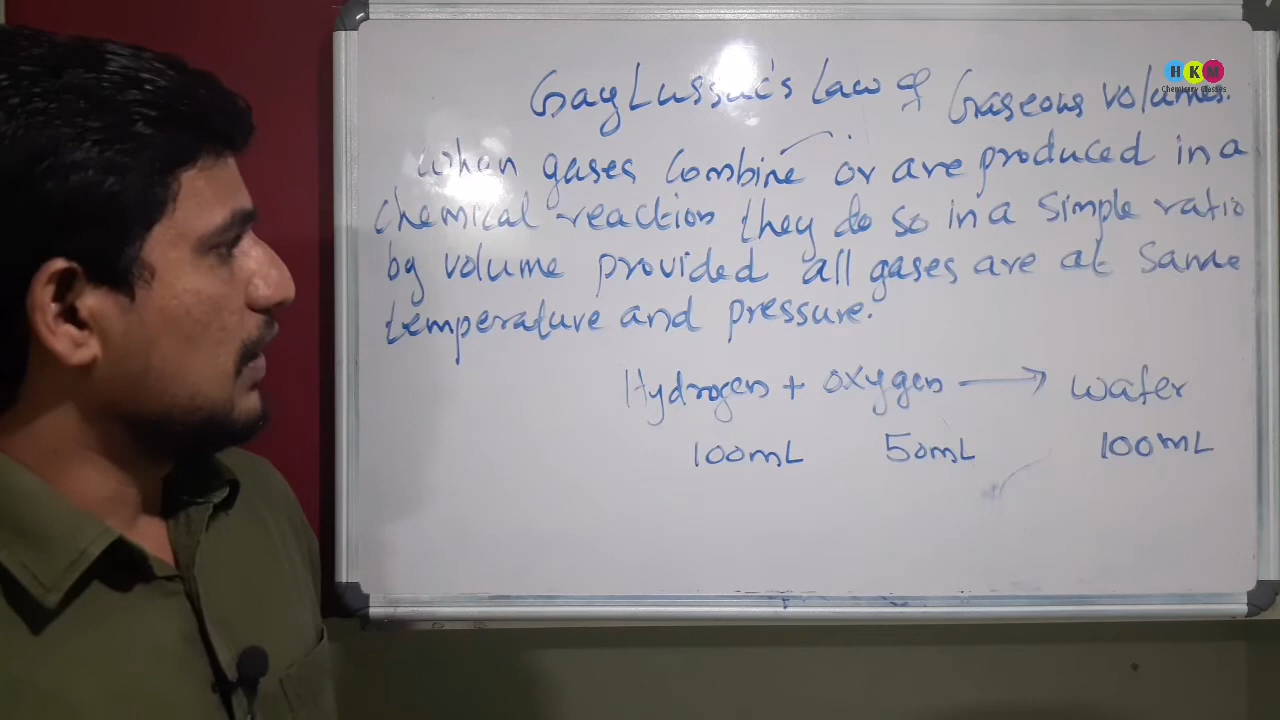 Gay Lussac's Law of Gaseous volumes.
When gases combine or are produced in a
chemical reaction they do so in a simple ratio
by volume provided all gases are at same
temperature and pressure.
Hydrogen + oxygen → water
100mL 50mL 100mL
HKM
Chemistry Classes